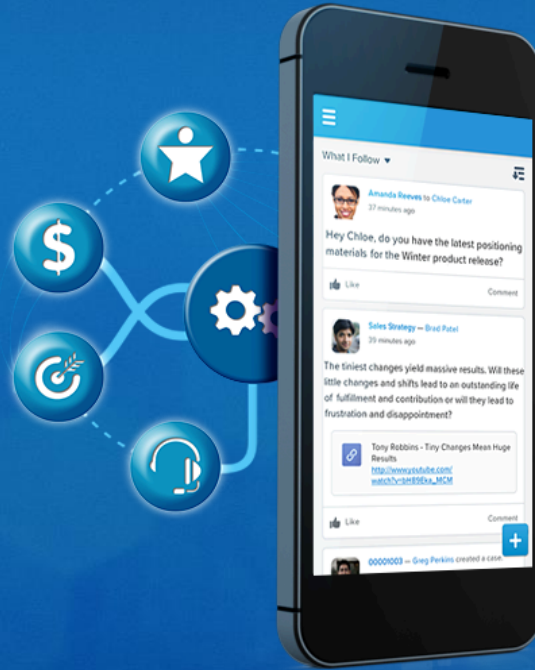 $
What I Follow
Amanda Reeves to Chloe Carter
37 minutes ago
Hey Chloe, do you have the latest positioning
materials for the Winter product release?
Like
Comment
Sales Strategy — Brad Patel
39 minutes ago
The tiniest changes yield massive results. Will these
little changes and shifts lead to an outstanding life
of fulfillment and contribution or will they lead to
frustration and disappointment?
Tony Robbins - Tiny Changes Mean Huge
Results
http://www.youtube.com/
watch?v=bHB9Eka_MCM
Like
Comment
+
00001003 — Greg Perkins created a case.